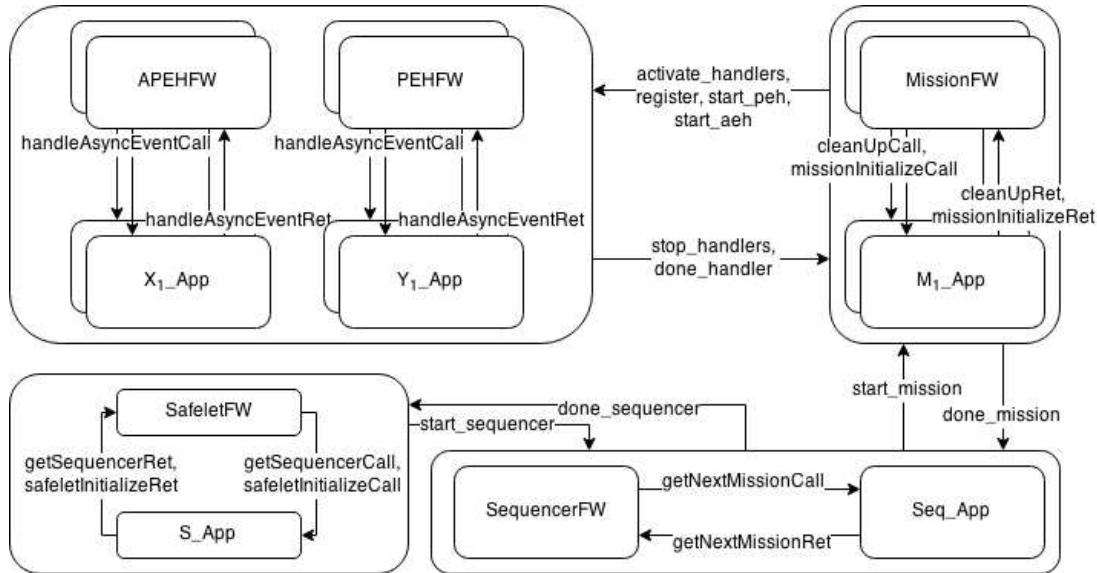 APEHFW
PEHFW
MissionFW
activate_handlers,
register, start_peh,
start_aeh
handleAsyncEventCall
handleAsyncEventCall
cleanUpCall,
missionInitializeCall
cleanUpRet,
missionInitializeRet
handleAsyncEventRet
handleAsyncEventRet
stop_handlers,
done_handler
X1_App
Y1_App
M1_App
start_mission
done_mission
SafeletFW
done_sequencer
start_sequencer
getSequencerRet,
safeletInitializeRet
getSequencerCall,
safeletInitializeCall
S_App
SequencerFW
getNextMissionCall
getNextMissionRet
Seq_App